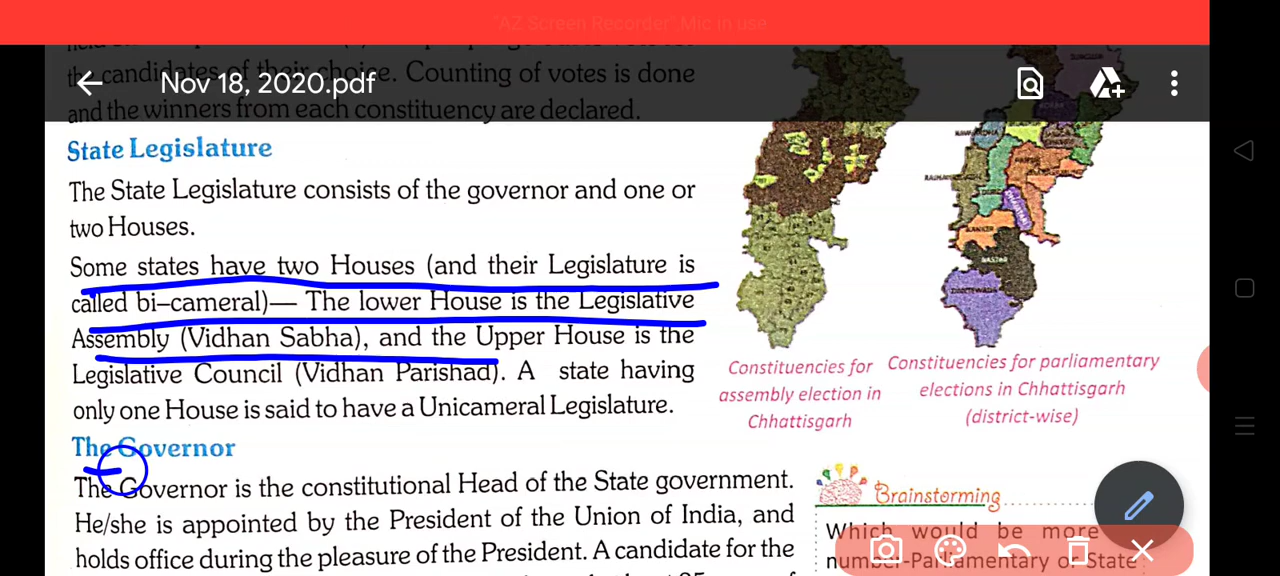 "AZ Screen Recorder",Mic in use
the candidates of their choice. Counting of votes is done
Nov 18, 2020.pdf
and the winners from each constituency are declared.
State Legislature
The State Legislature consists of the governor and one or
two Houses.
Some states have two Houses (and their Legislature is
called bi–cameral)— The lower House is the Legislative
Assembly (Vidhan Sabha), and the Upper House is the
Legislative Council (Vidhan Parishad). A state having
only one House is said to have a Unicameral Legislature.
The Governor
The Governor is the constitutional Head of the State government.
He/she is appointed by the President of the Union of India, and
holds office during the pleasure of the President. A candidate for the
KANKER
BASTAR
Constituencies for
assembly election in
Chhattisgarh
Constituencies for parliamentary
elections in Chhattisgarh
(district-wise)
Brainstorming
Which would be more
number-Parliamentary or State